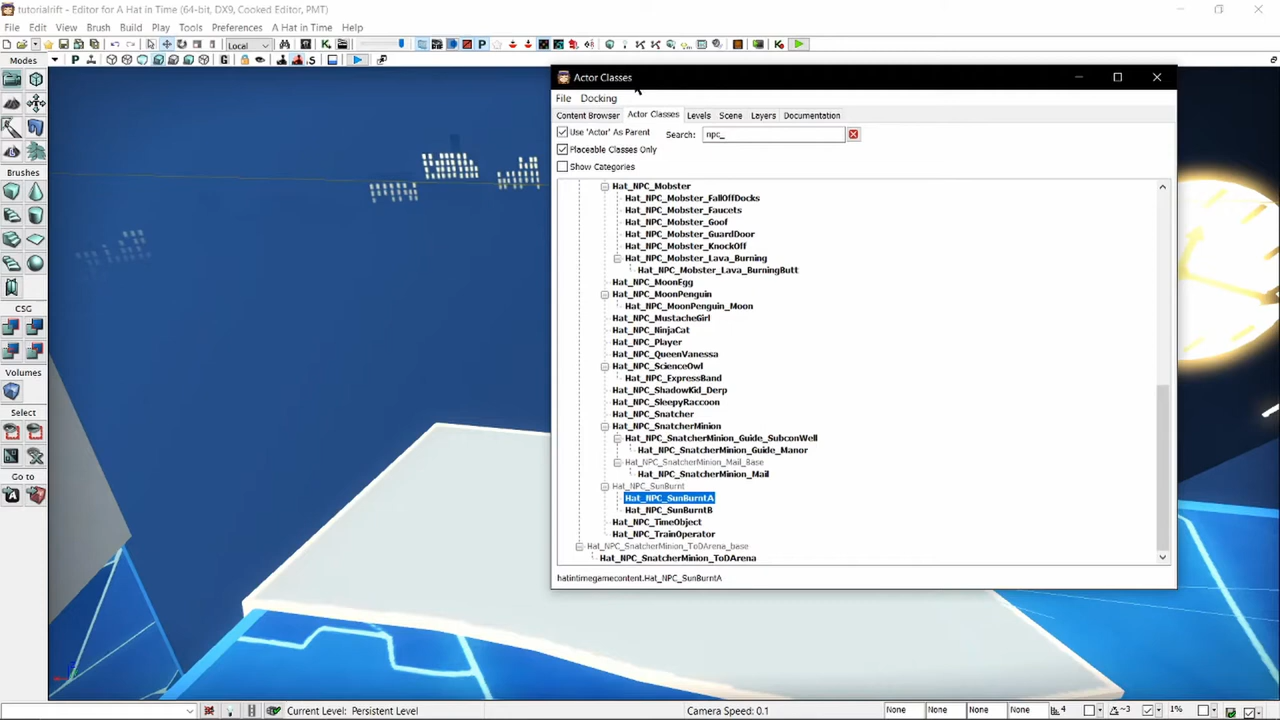 tutorialrift - Editor for A Hat in Time (64-bit, DX9, Cooked Editor, PMT)
File Edit View Brush Build Play Tools Preferences A Hat in Time Help
Local
Modes
Brushes
CSG
Volumes
Select
Go to
Actor Classes
File Docking
Content Browser Actor Classes Levels Scene Layers Documentation
Use 'Actor' As Parent Search: npc_
Placeable Classes Only
Show Categories
Hat_NPC_Mobster
Hat_NPC_Mobster_FallOffDocks
Hat_NPC_Mobster_Faucets
Hat_NPC_Mobster_Goof
Hat_NPC_Mobster_GuardDoor
Hat_NPC_Mobster_KnockOff
Hat_NPC_Mobster_Lava_Burning
Hat_NPC_Mobster_Lava_BurningButt
Hat_NPC_MoonEgg
Hat_NPC_MoonPenguin
Hat_NPC_MoonPenguin_Moon
Hat_NPC_MustacheGirl
Hat_NPC_NinjaCat
Hat_NPC_Player
Hat_NPC_QueenVanessa
Hat_NPC_ScienceOwl
Hat_NPC_ExpressBand
Hat_NPC_ShadowKid_Derp
Hat_NPC_SleepyRaccoon
Hat_NPC_Snatcher
Hat_NPC_SnatcherMinion
Hat_NPC_SnatcherMinion_Guide_SubconWell
Hat_NPC_SnatcherMinion_Guide_Manor
Hat_NPC_SnatcherMinion_Mail_Base
Hat_NPC_SnatcherMinion_Mail
Hat_NPC_SunBurnt
Hat_NPC_SunBurntA
Hat_NPC_SunBurntB
Hat_NPC_TimeObject
Hat_NPC_TrainOperator
Hat_NPC_SnatcherMinion_ToDArena_base
Hat_NPC_SnatcherMinion_ToDArena
hatintimegamecontent.Hat_NPC_SunBurntA
Current Level: Persistent Level Camera Speed: 0.1 None None None None 4 3 1%